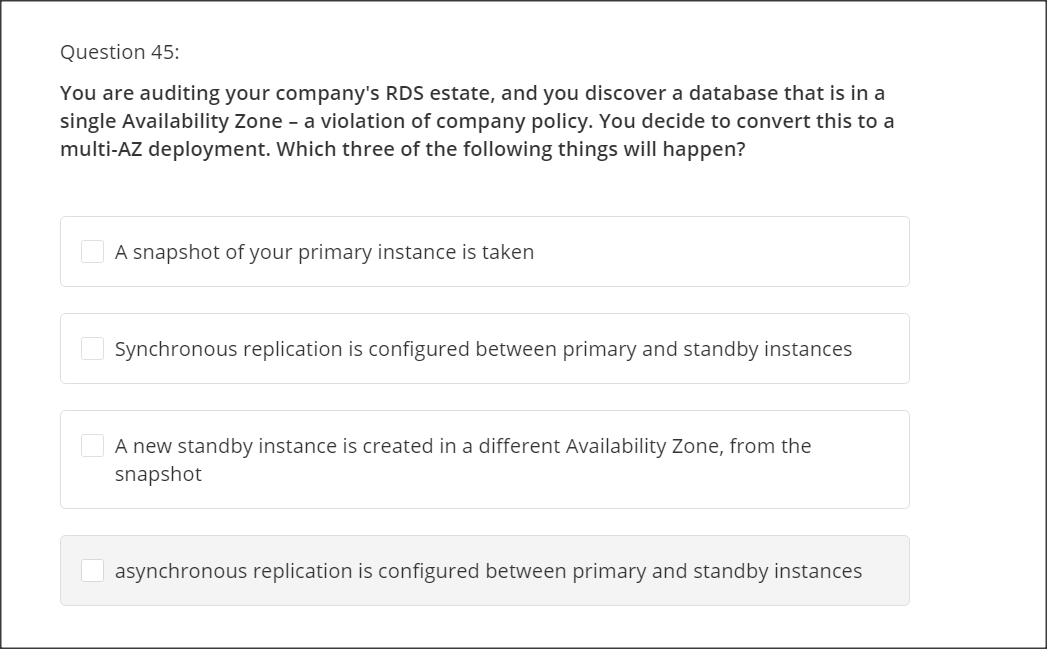 Question 45:
You are auditing your company's RDS estate, and you discover a database that is in a
single Availability Zone – a violation of company policy. You decide to convert this to a
multi-AZ deployment. Which three of the following things will happen?
A snapshot of your primary instance is taken
Synchronous replication is configured between primary and standby instances
A new standby instance is created in a different Availability Zone, from the
snapshot
asynchronous replication is configured between primary and standby instances